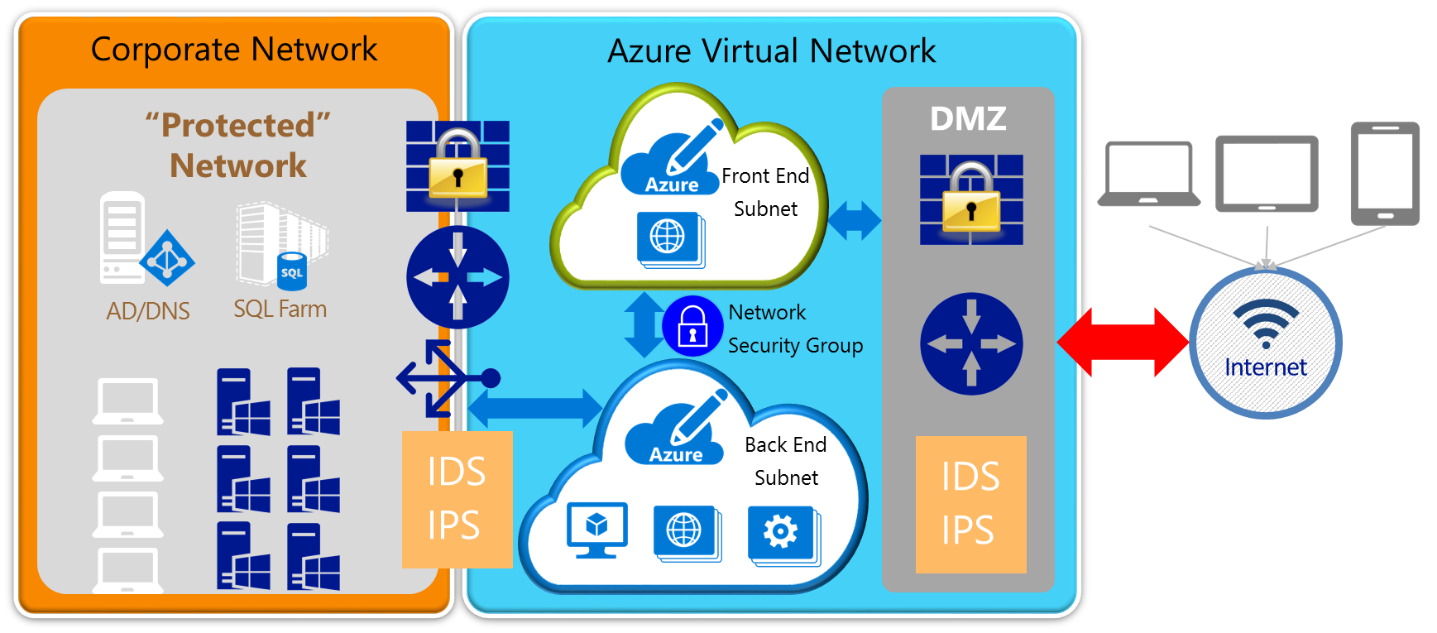 Corporate Network
“Protected”
Network
AD/DNS
SQL
SQL Farm
IDS
IPS
Azure Virtual Network
Azure
Front End
Subnet
Network
Security Group
Azure
Back End
Subnet
DMZ
IDS
IPS
Internet